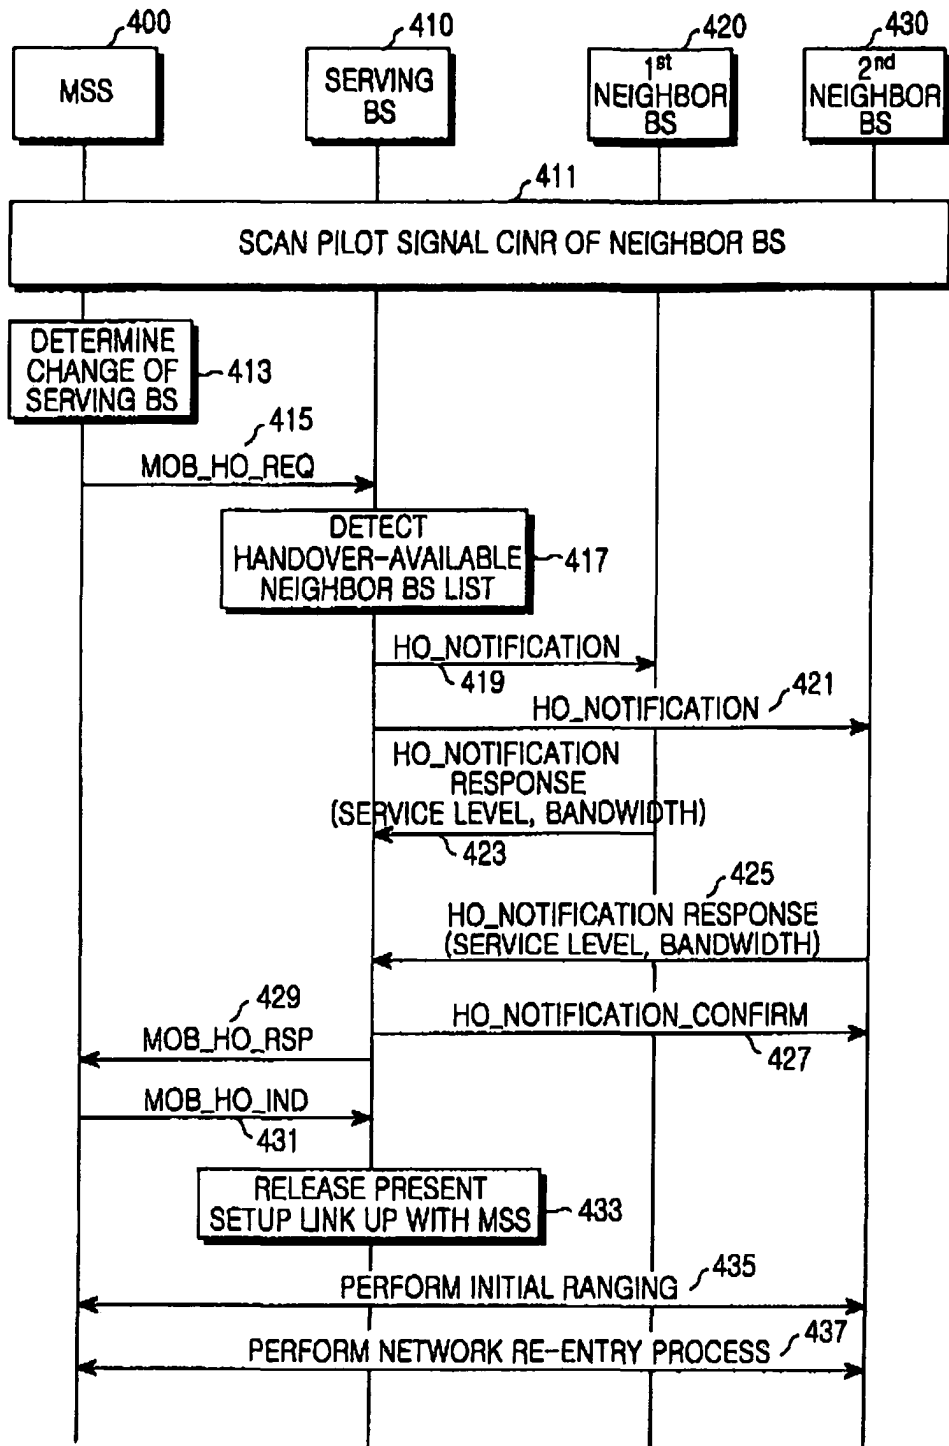 400
410
420
430
MSS
SERVING
BS
1st
NEIGHBOR
BS
2nd
NEIGHBOR
BS
411
SCAN PILOT SIGNAL CINR OF NEIGHBOR BS
DETERMINE
CHANGE OF
SERVING BS
413
415
MOB_HO_REQ
DETECT
HANDOVER-AVAILABLE
NEIGHBOR BS LIST
417
HO_NOTIFICATION
419
421
HO_NOTIFICATION
HO_NOTIFICATION
RESPONSE
(SERVICE LEVEL, BANDWIDTH)
423
425
HO_NOTIFICATION RESPONSE
(SERVICE LEVEL, BANDWIDTH)
429
MOB_HO_RSP
HO_NOTIFICATION_CONFIRM
427
MOB_HO_IND
431
RELEASE PRESENT
SETUP LINK UP WITH MSS
433
435
PERFORM INITIAL RANGING
437
PERFORM NETWORK RE-ENTRY PROCESS